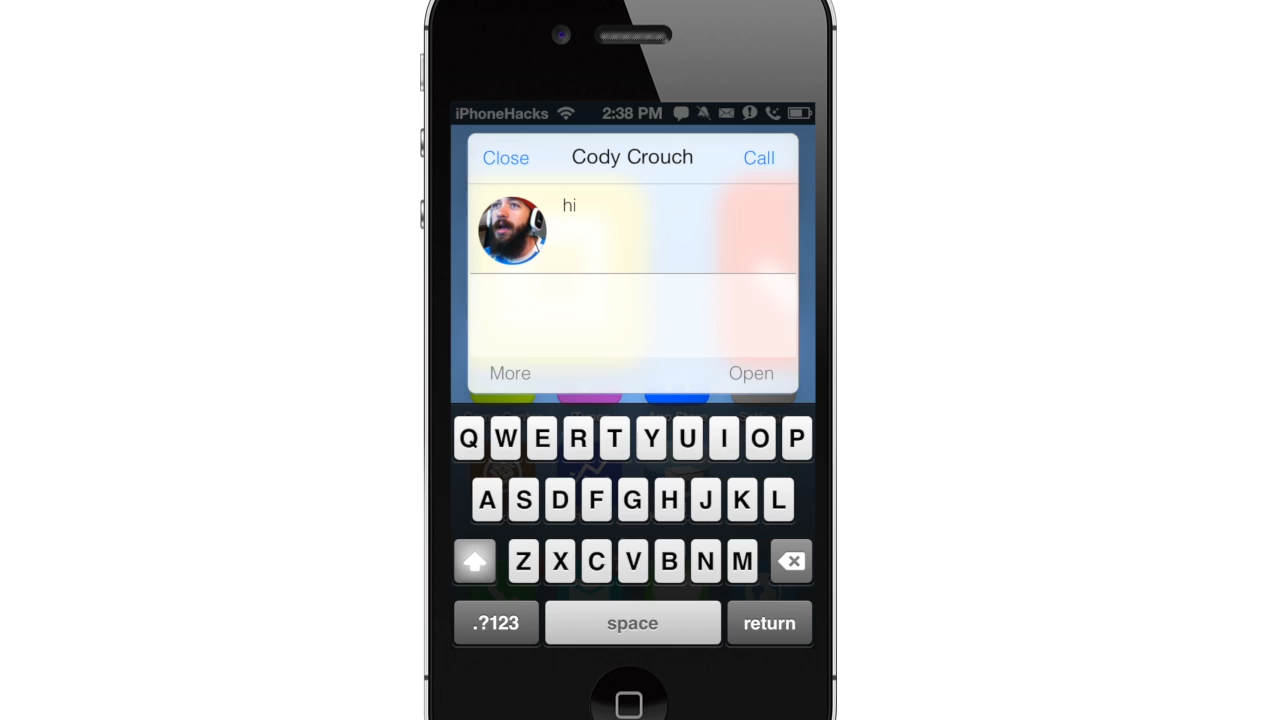 iPhoneHacks 2:38 PM
Close Cody Crouch Call
hi
More Open
Q W E R T Y U I O P
A S D F G H J K L
Z X C V B N M
.?123 space return